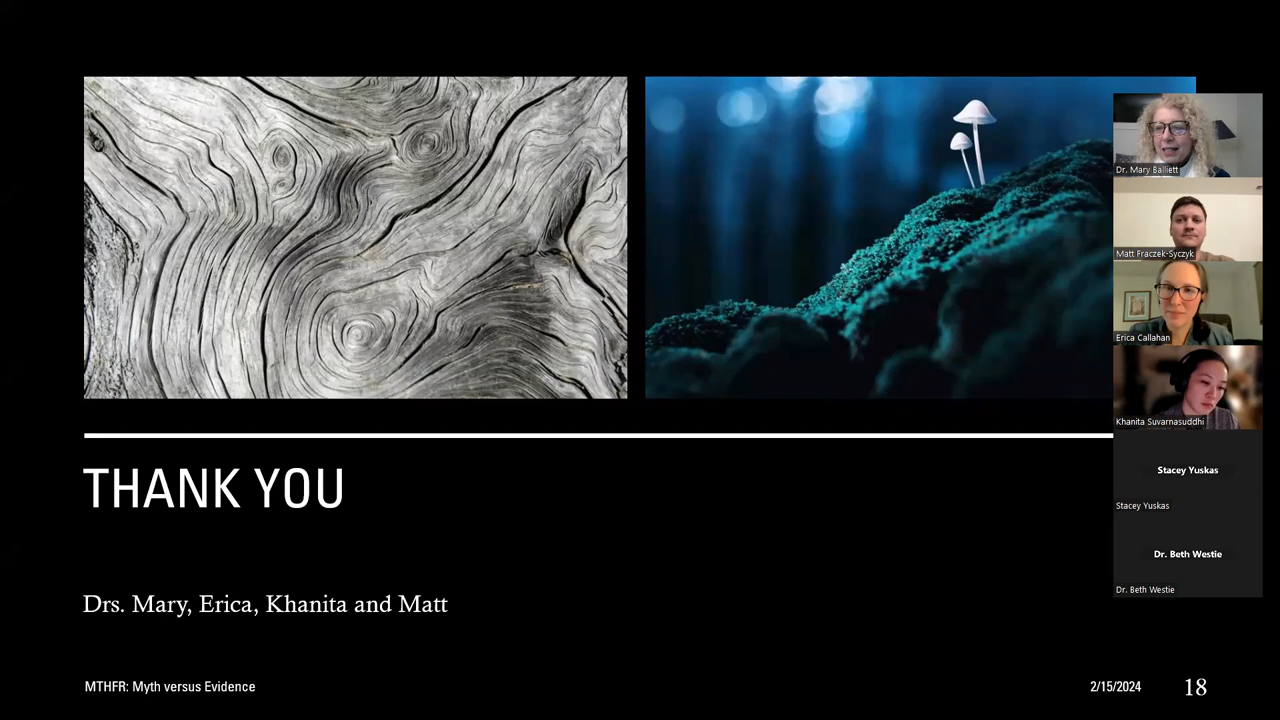 Dr. Mary Balliett
Matt Fraczek-Syczyk
Erica Callahan
Khanita Suvarnasuddhi
Stacey Yuskas
Stacey Yuskas
Dr. Beth Westie
Dr. Beth Westie
THANK YOU
Drs. Mary, Erica, Khanita and Matt
MTHFR: Myth versus Evidence
2/15/2024
18